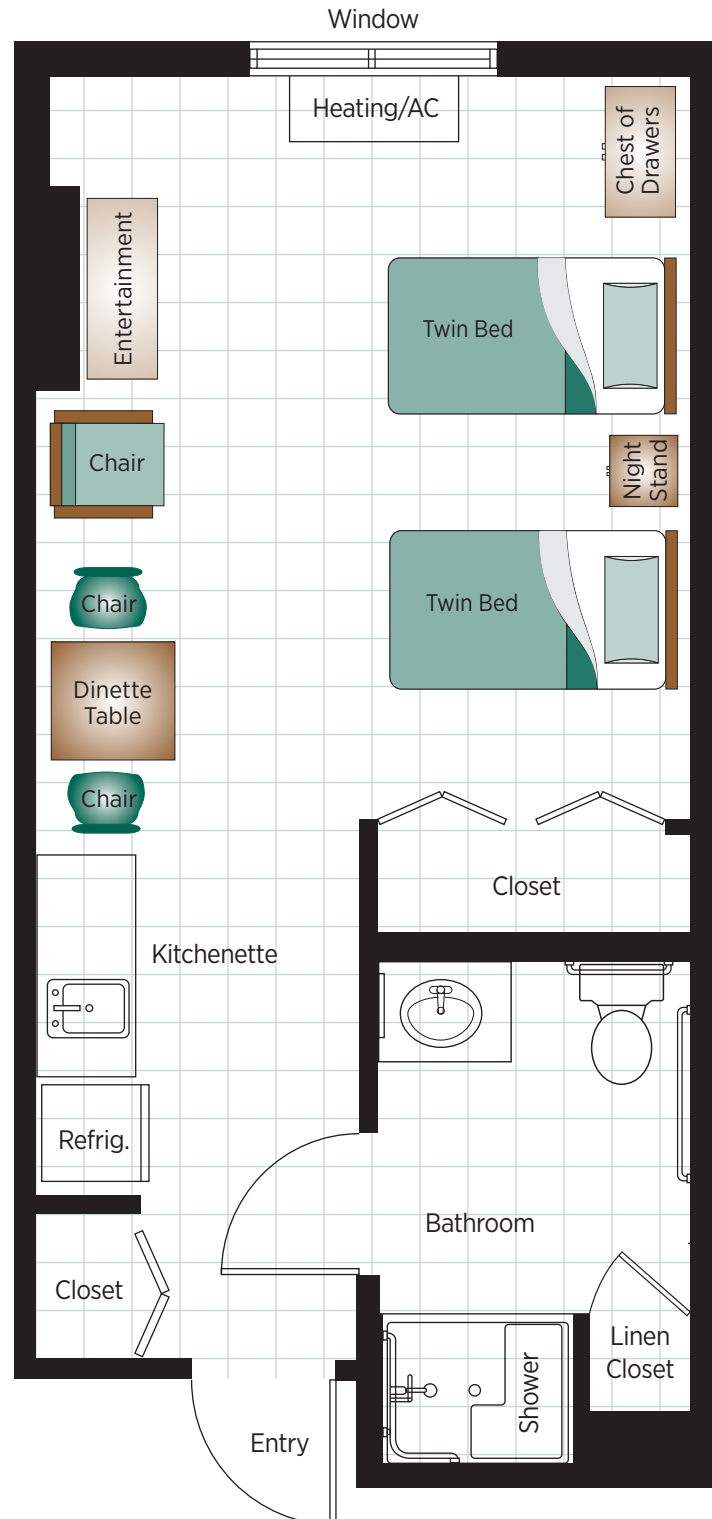 Window
Heating/AC
Chest of
Drawers
Entertainment
Twin Bed
Chair
Night
Stand
Chair
Twin Bed
Dinette
Table
Chair
Closet
Kitchenette
Refrig.
Bathroom
Closet
Linen
Closet
Shower
Entry